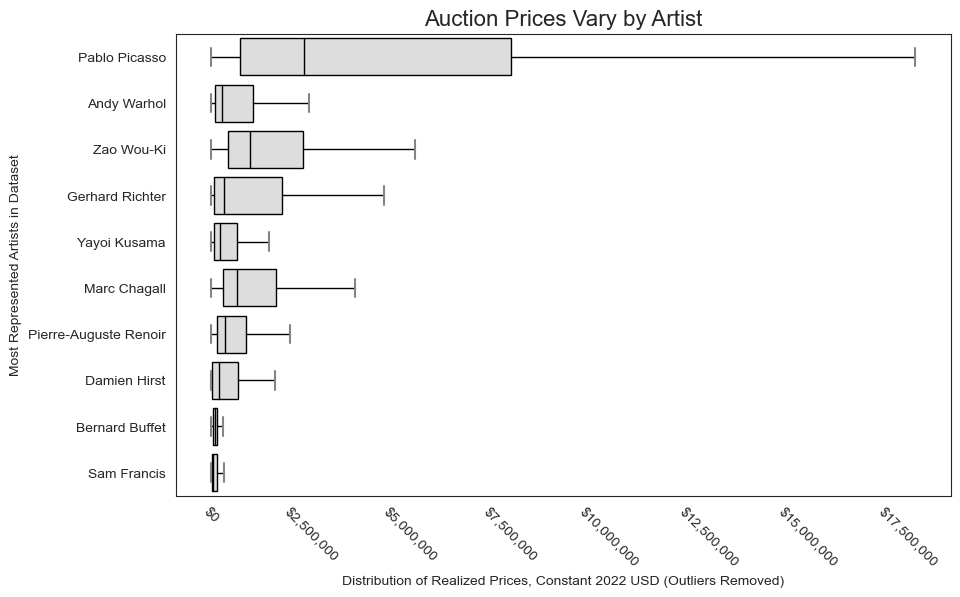 Auction Prices Vary by Artist
Most Represented Artists in Dataset
Pablo Picasso
Andy Warhol
Zao Wou-Ki
Gerhard Richter
Yayoi Kusama
Marc Chagall
Pierre-Auguste Renoir
Damien Hirst
Bernard Buffet
Sam Francis
$0
$2,500,000
$5,000,000
$7,500,000
$10,000,000
$12,500,000
$15,000,000
$17,500,000
Distribution of Realized Prices, Constant 2022 USD (Outliers Removed)